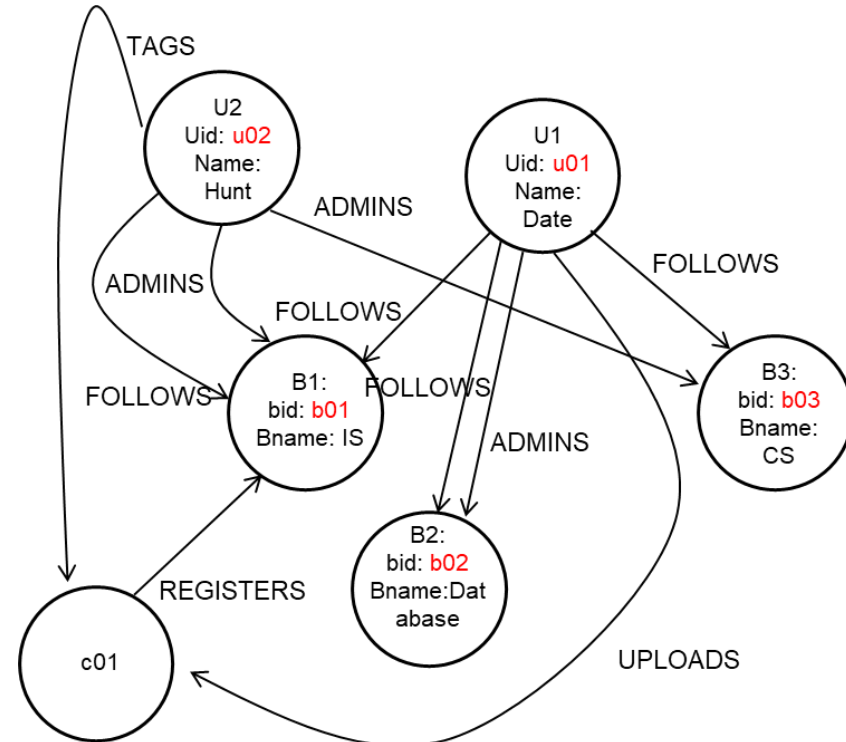 TAGS
U2
Uid: u02
Name:
Hunt
U1
Uid: u01
Name:
Date
ADMINS
FOLLOWS
ADMINS
FOLLOWS
B1:
bid: b01
Bname: IS
FOLLOWS
FOLLOWS
B3:
bid: b03
Bname:
CS
ADMINS
B2:
bid: b02
Bname:Dat
abase
REGISTERS
c01
UPLOADS